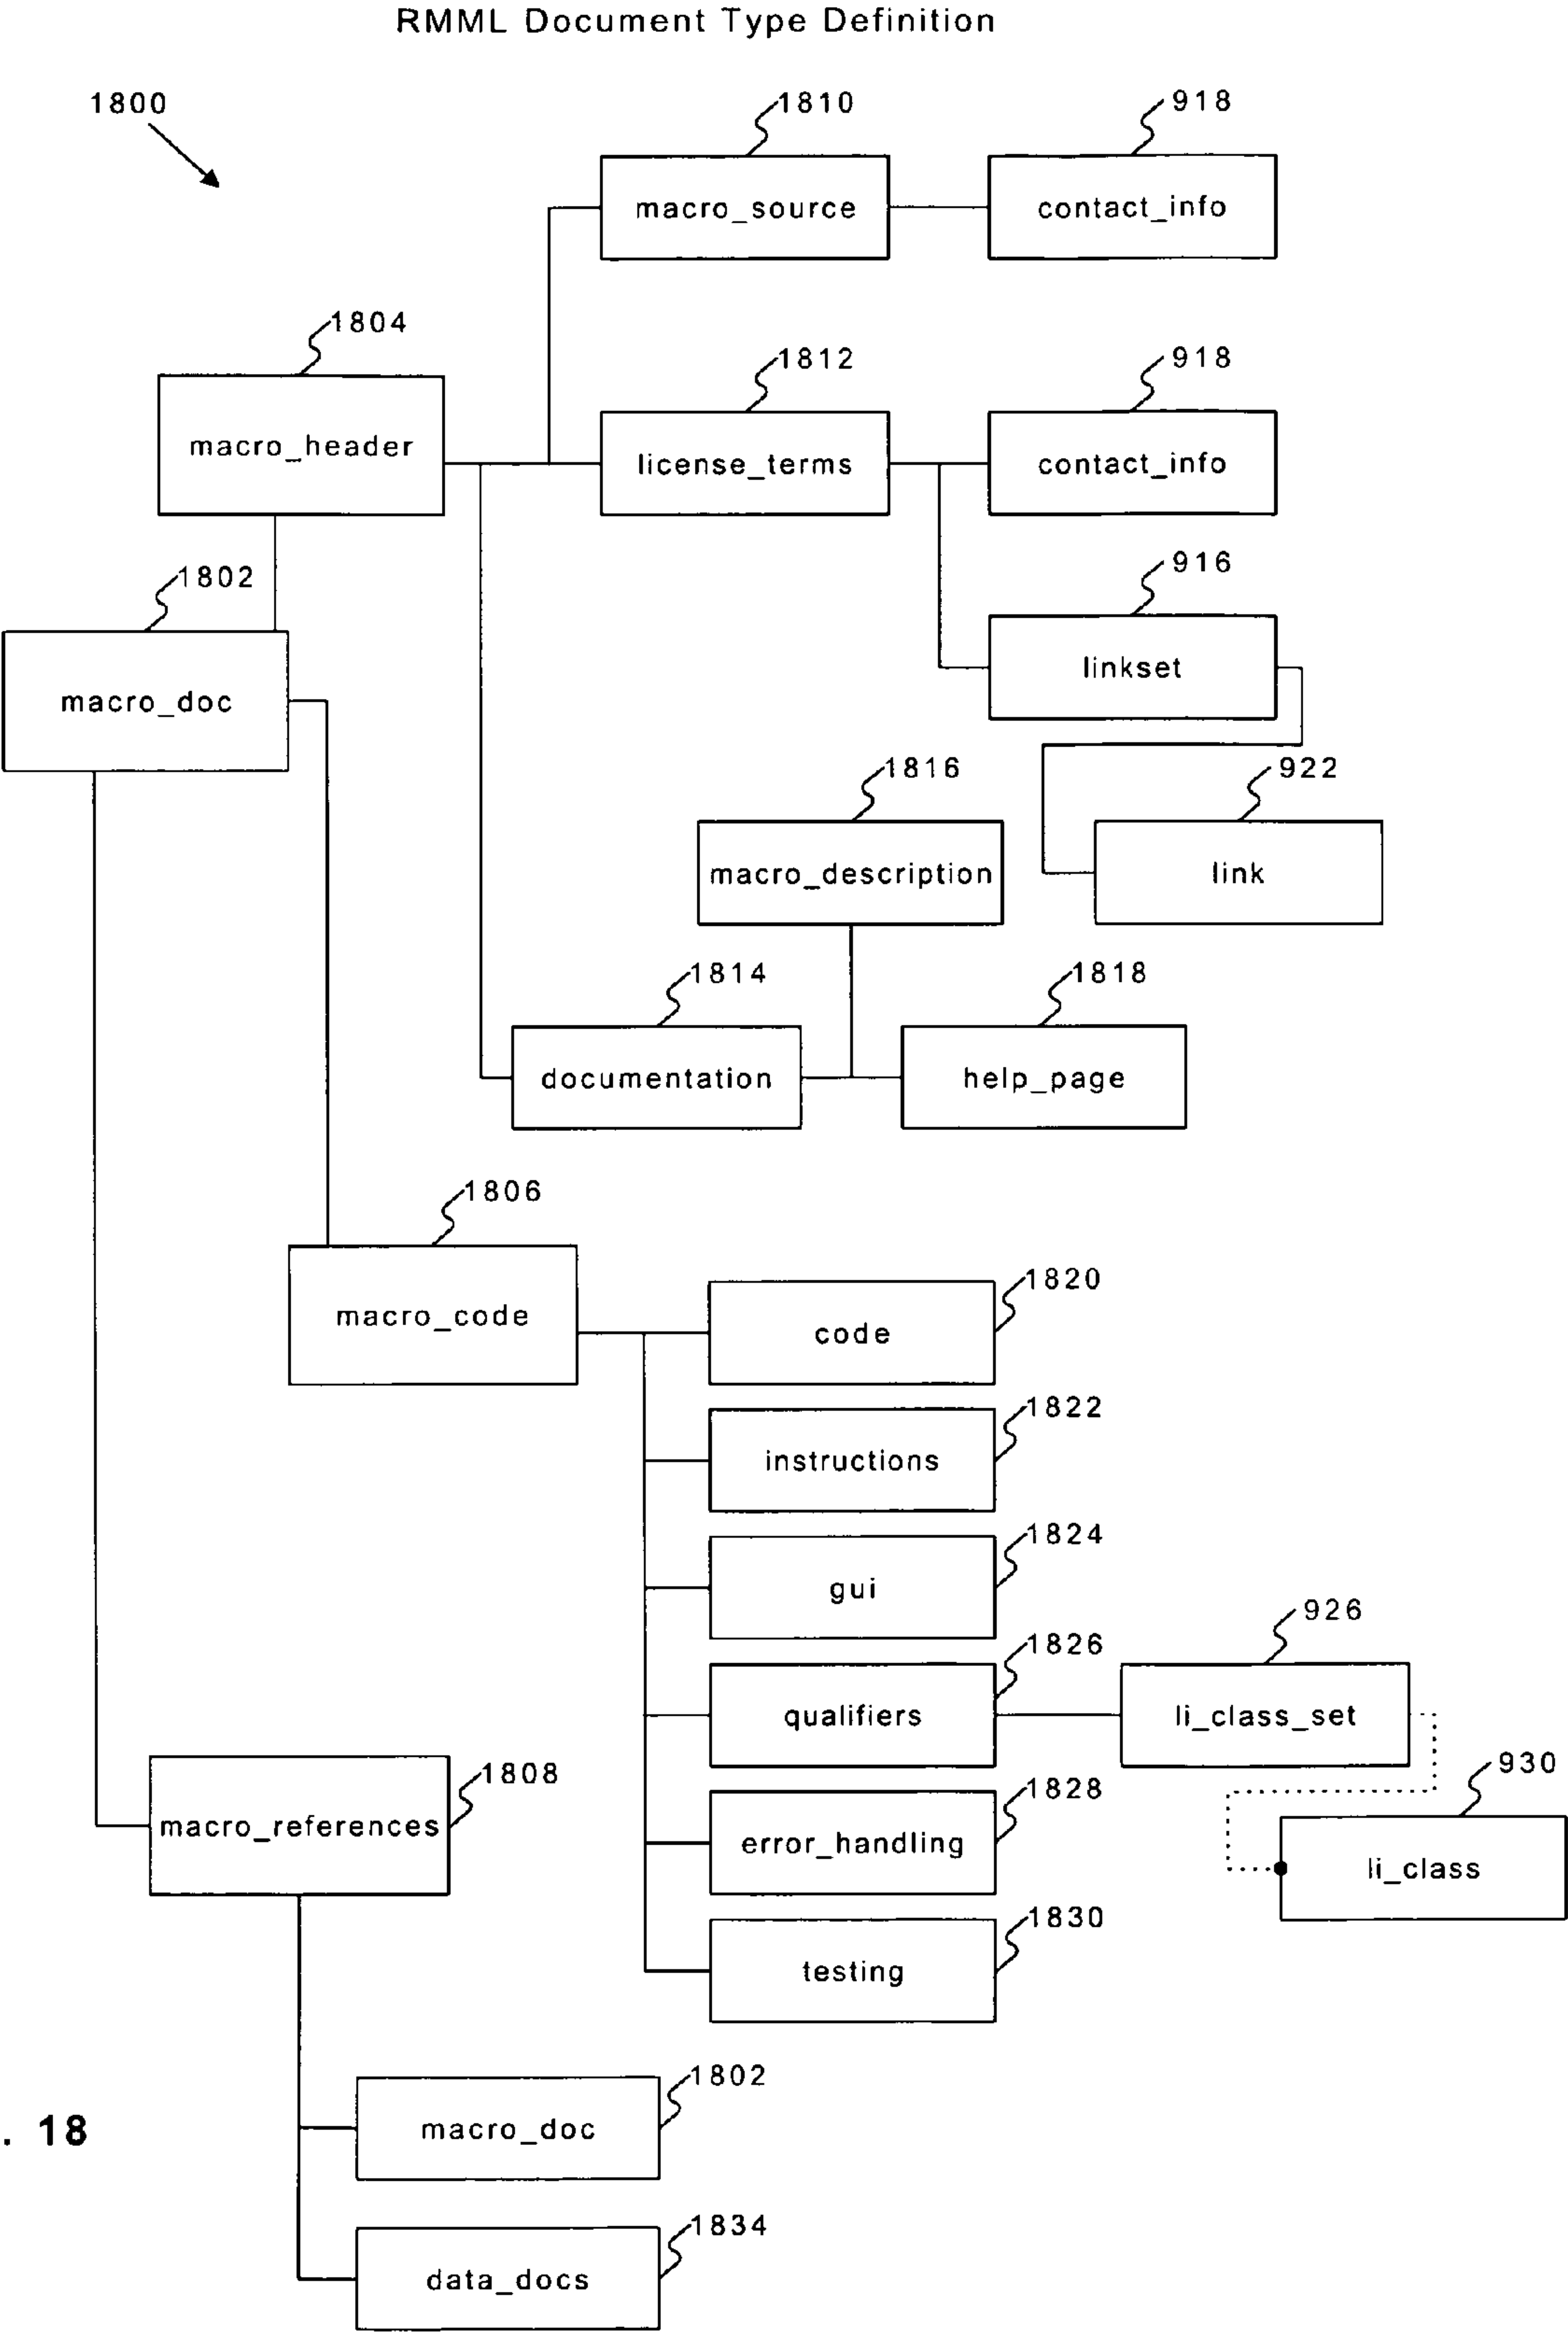 RMML Document Type Definition
1800
1810
918
macro_source
contact_info
1804
1812
918
macro_header
license_terms
contact_info
1802
916
macro_doc
linkset
1816
922
macro_description
link
1814
1818
documentation
help_page
1806
macro_code
1820
code
1822
instructions
1824
gui
1826
926
qualifiers
li_class_set
1808
macro_references
1828
930
error_handling
li_class
1830
testing
1802
macro_doc
. 18
1834
data_docs